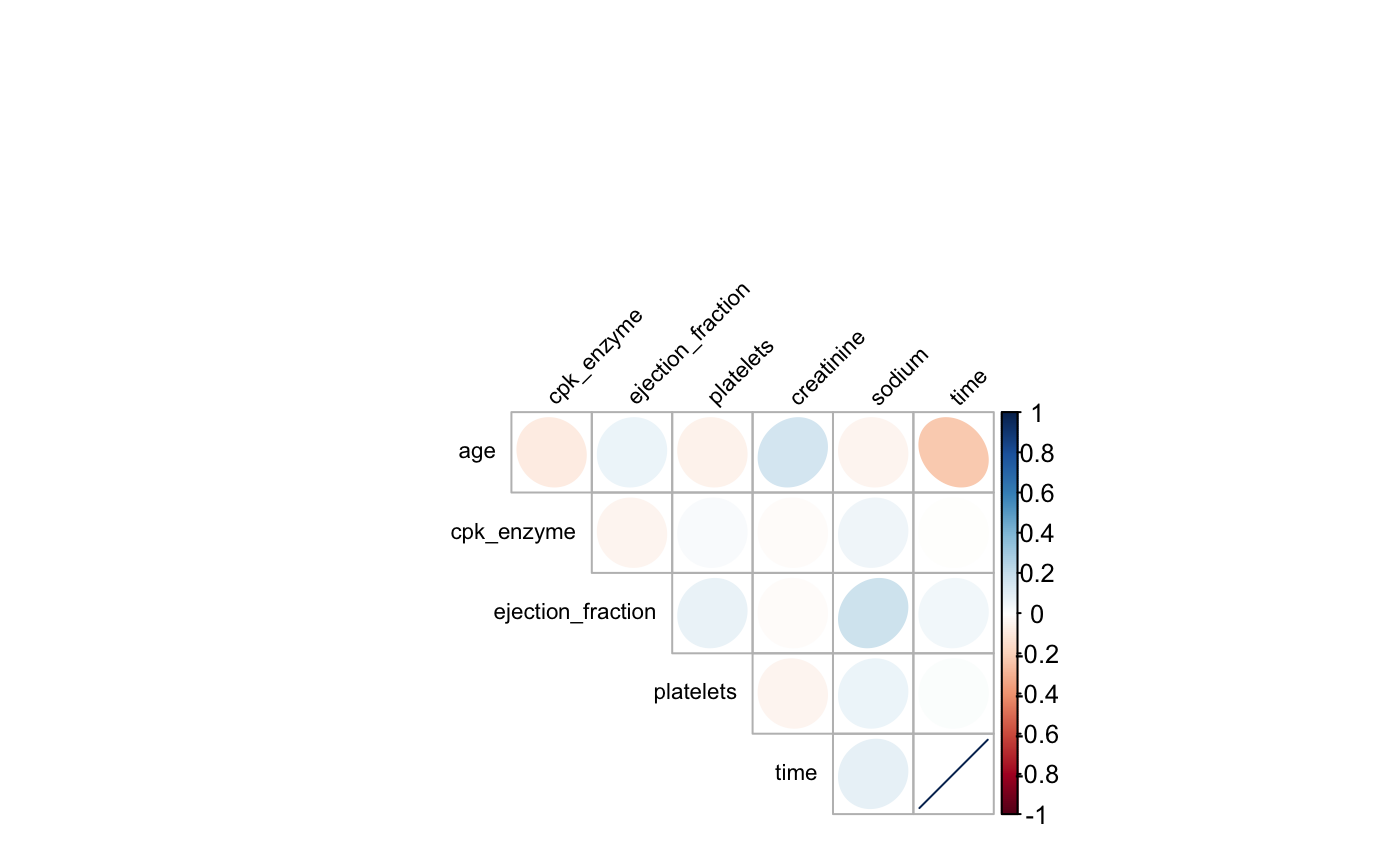 cpk_enzyme
ejection_fraction
platelets
creatinine
sodium
time
age
cpk_enzyme
ejection_fraction
platelets
time
1
0.8
0.6
0.4
0.2
0
-0.2
-0.4
-0.6
-0.8
-1